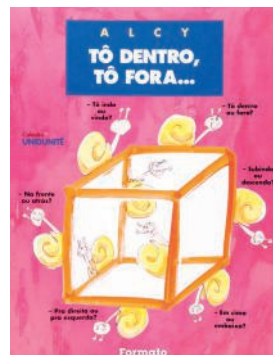 ALCY
TÔ DENTRO,
TÔ FORA...
– Tô indo
ou
vindo?
– Tô dentro
ou fora?
Coleção
UNIDUNITÊ
– Subindo
ou
descendo?
– Na frente
ou atrás?
– Pra direita ou
pra esquerda?
– Em cima
ou
embaixo?
Formato